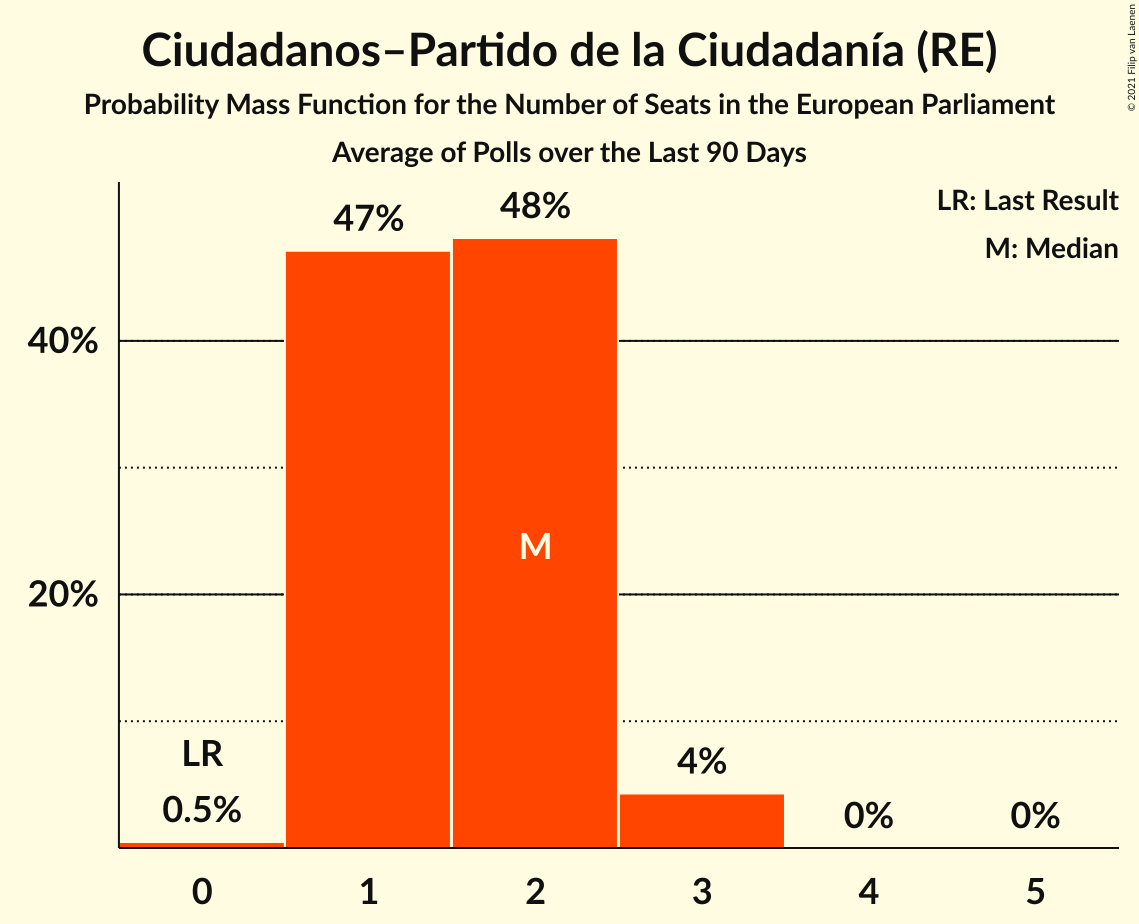 Ciudadanos–Partido de la Ciudadanía (RE)
Probability Mass Function for the Number of Seats in the European Parliament
Average of Polls over the Last 90 Days
© 2021 Filip van Laenen
LR: Last Result
M: Median
47%
48%
40%
M
20%
LR
0.5%
4%
0%
0%
0
1
2
3
4
5